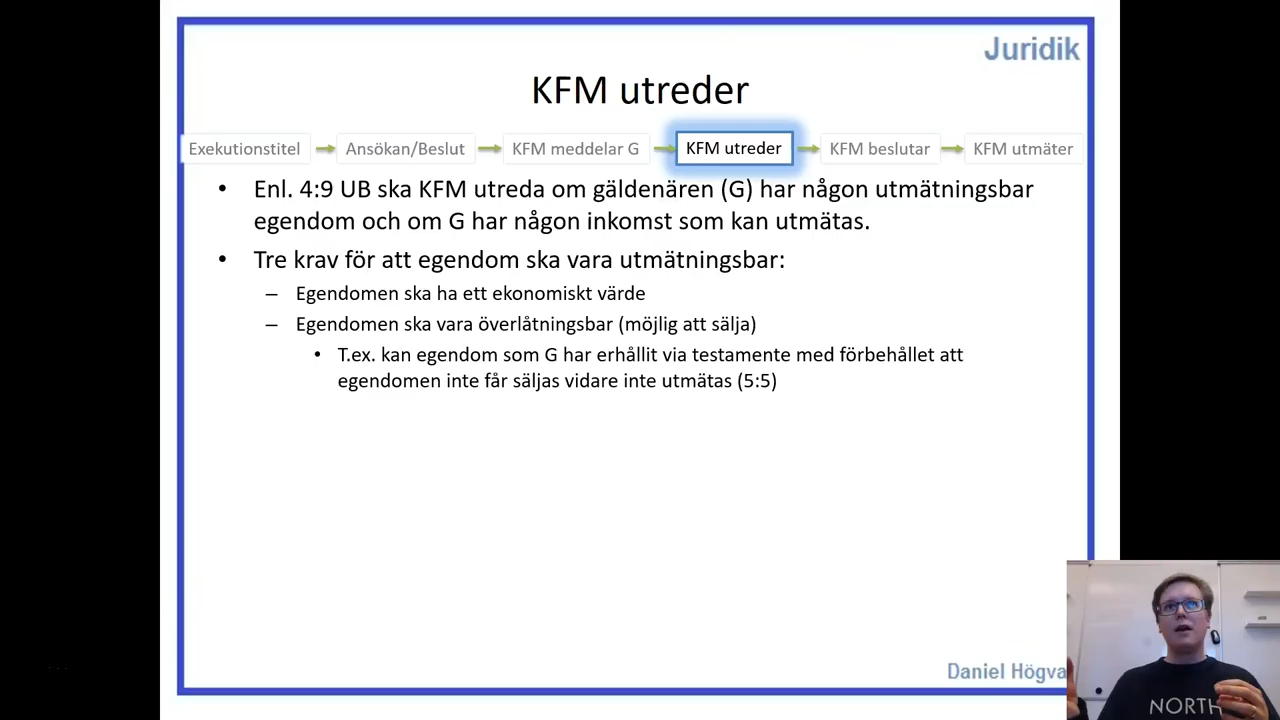 Juridik
KFM utreder
Exekutionstitel
Ansökan/Beslut
KFM meddelar G
KFM utreder
KFM beslutar
KFM utmäter
• Enl. 4:9 UB ska KFM utreda om gäldenären (G) har någon utmätningsbar
egendom och om G har någon inkomst som kan utmätas.
• Tre krav för att egendom ska vara utmätningsbar:
– Egendomen ska ha ett ekonomiskt värde
– Egendomen ska vara överlåtningsbar (möjlig att sälja)
• T.ex. kan egendom som G har erhållit via testamente med förbehållet att
egendomen inte får säljas vidare inte utmätas (5:5)
Daniel Högva
NORTH